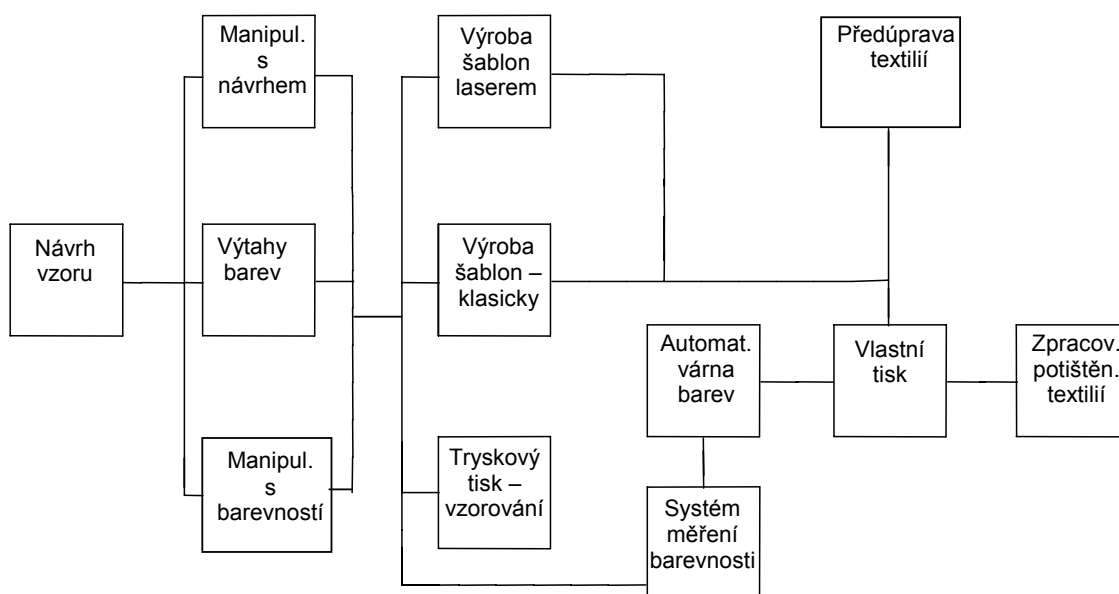 Manipul.
s
návrhem
Výroba
šablon
laserem
Předúprava
textilií
Návrh
vzoru
Výtahy
barev
Výroba
šablon –
klasicky
Automat.
várna
barev
Vlastní
tisk
Zpracov.
potištěn.
textilií
Manipul.
s
barevností
Tryskový
tisk –
vzorování
Systém
měření
barevnosti